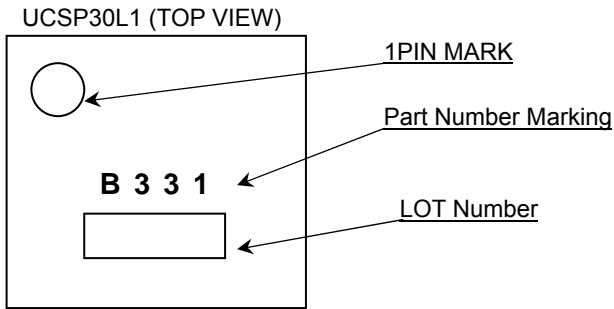 UCSP30L1 (TOP VIEW)
1PIN MARK
Part Number Marking
B 3 3 1
LOT Number